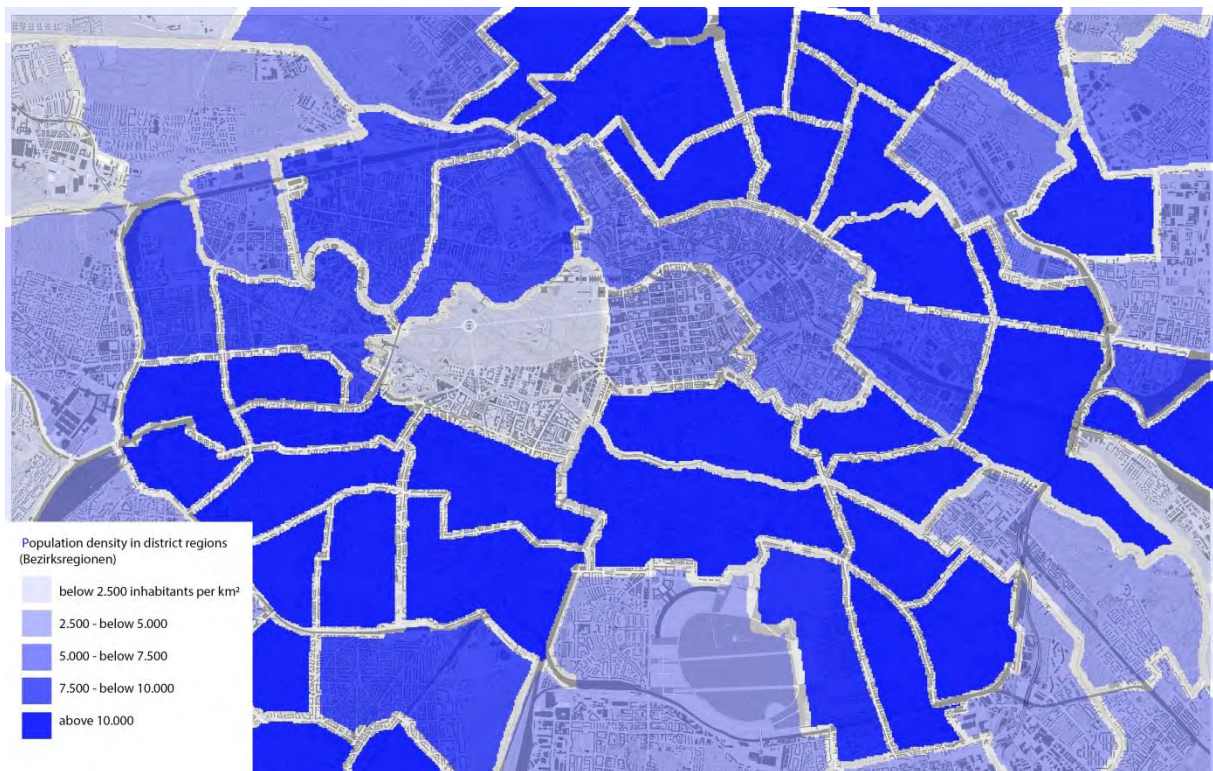 Population density in district regions
(Bezirksregionen)
below 2.500 inhabitants per km²
2.500 - below 5.000
5.000 - below 7.500
7.500 - below 10.000
above 10.000